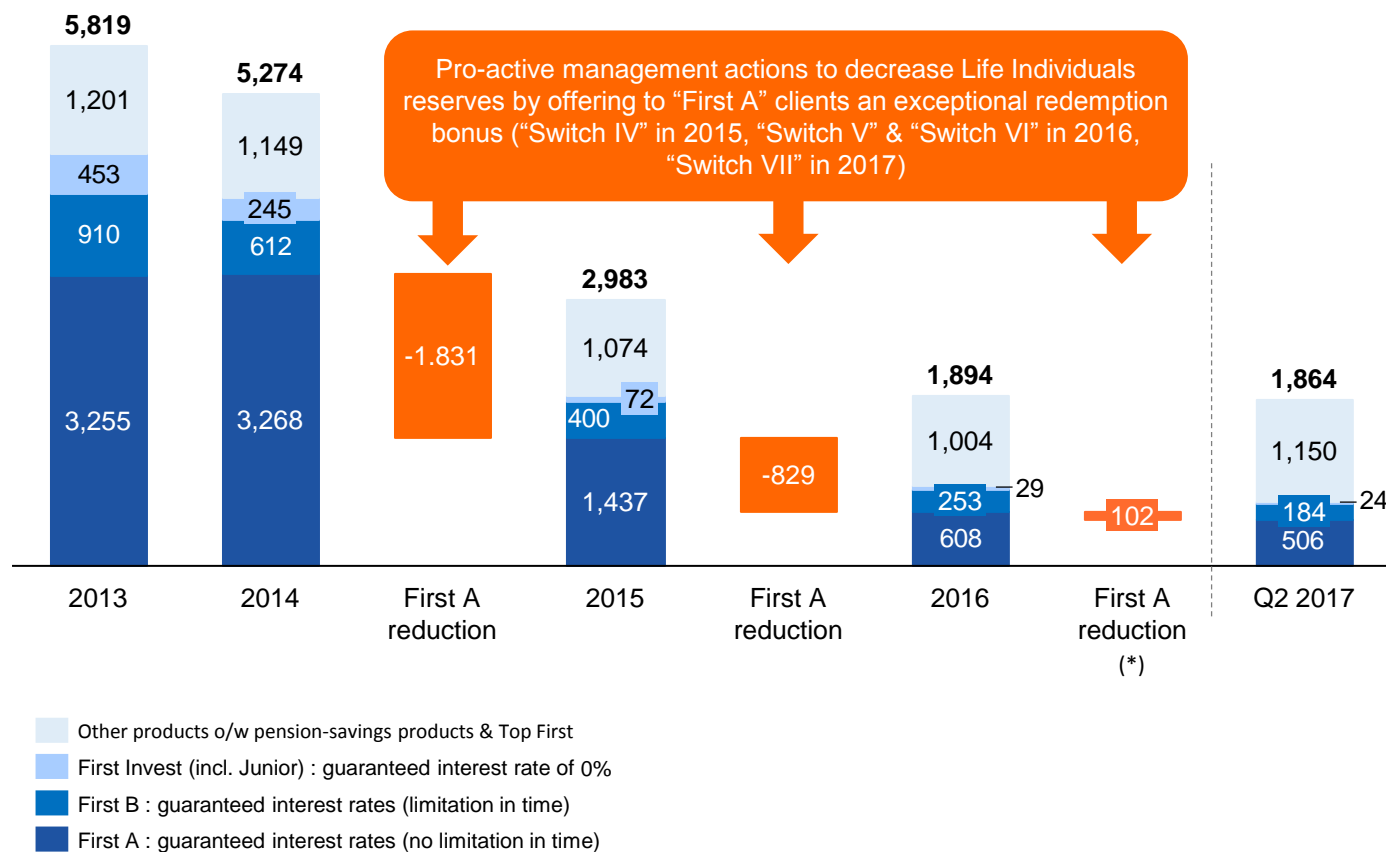 5,819
1,201
453
910
3,255
5,274
1,149
245
612
3,268
Pro-active management actions to decrease Life Individuals
reserves by offering to “First A” clients an exceptional redemption
bonus (“Switch IV” in 2015, “Switch V” & “Switch VI” in 2016,
“Switch VII” in 2017)
-1.831
2,983
1,074
72
400
1,437
-829
1,894
1,004
29
253
608
102
1,864
1,150
24
184
506
2013
2014
First A
reduction
2015
First A
reduction
2016
First A
reduction
(*)
Q2 2017
Other products o/w pension-savings products & Top First
First Invest (incl. Junior) : guaranteed interest rate of 0%
First B : guaranteed interest rates (limitation in time)
First A : guaranteed interest rates (no limitation in time)